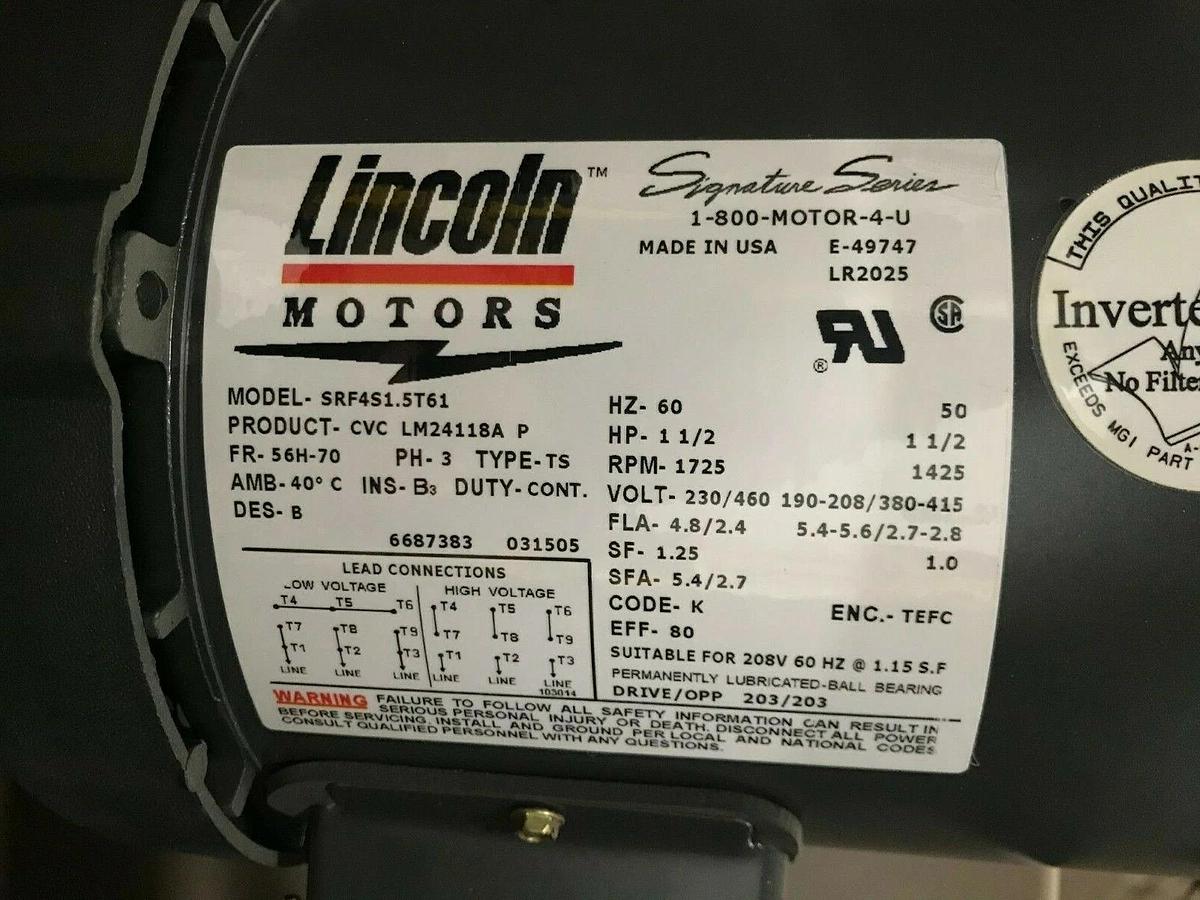 Lincoln™
MOTORS
Signature Series
1-800-MOTOR-4-U
MADE IN USA E-49747
LR2025
®
MODEL- SRF4S1.5T61
PRODUCT- CVC LM24118A P
FR- 56H-70 PH- 3 TYPE- TS
AMB- 40° C INS- B3 DUTY- CONT.
DES- B
6687383 031505
HZ- 60 50
HP- 1 1/2 1 1/2
RPM- 1725 1425
VOLT- 230/460 190-208/380-415
FLA- 4.8/2.4 5.4-5.6/2.7-2.8
SF- 1.25 1.0
SFA- 5.4/2.7
CODE- K ENC.- TEFC
EFF- 80
SUITABLE FOR 208V 60 HZ @ 1.15 S.F
PERMANENTLY LUBRICATED-BALL BEARING
DRIVE/OPP 203/203
LEAD CONNECTIONS
LOW VOLTAGE HIGH VOLTAGE
T4 T5 T6 T4 T5 T6
T7 T8 T9 T7 T8 T9
T1 T2 T3 T1 T2 T3
LINE LINE LINE LINE LINE LINE
103014
WARNING FAILURE TO FOLLOW ALL SAFETY INFORMATION CAN RESULT IN
SERIOUS PERSONAL INJURY OR DEATH. DISCONNECT ALL POWER
BEFORE SERVICING. INSTALL AND GROUND PER LOCAL AND NATIONAL CODES
CONSULT QUALIFIED PERSONNEL WITH ANY QUESTIONS.
THIS QUALIT
Inverte
Any
No Filte
EXCEEDS MG1 PART